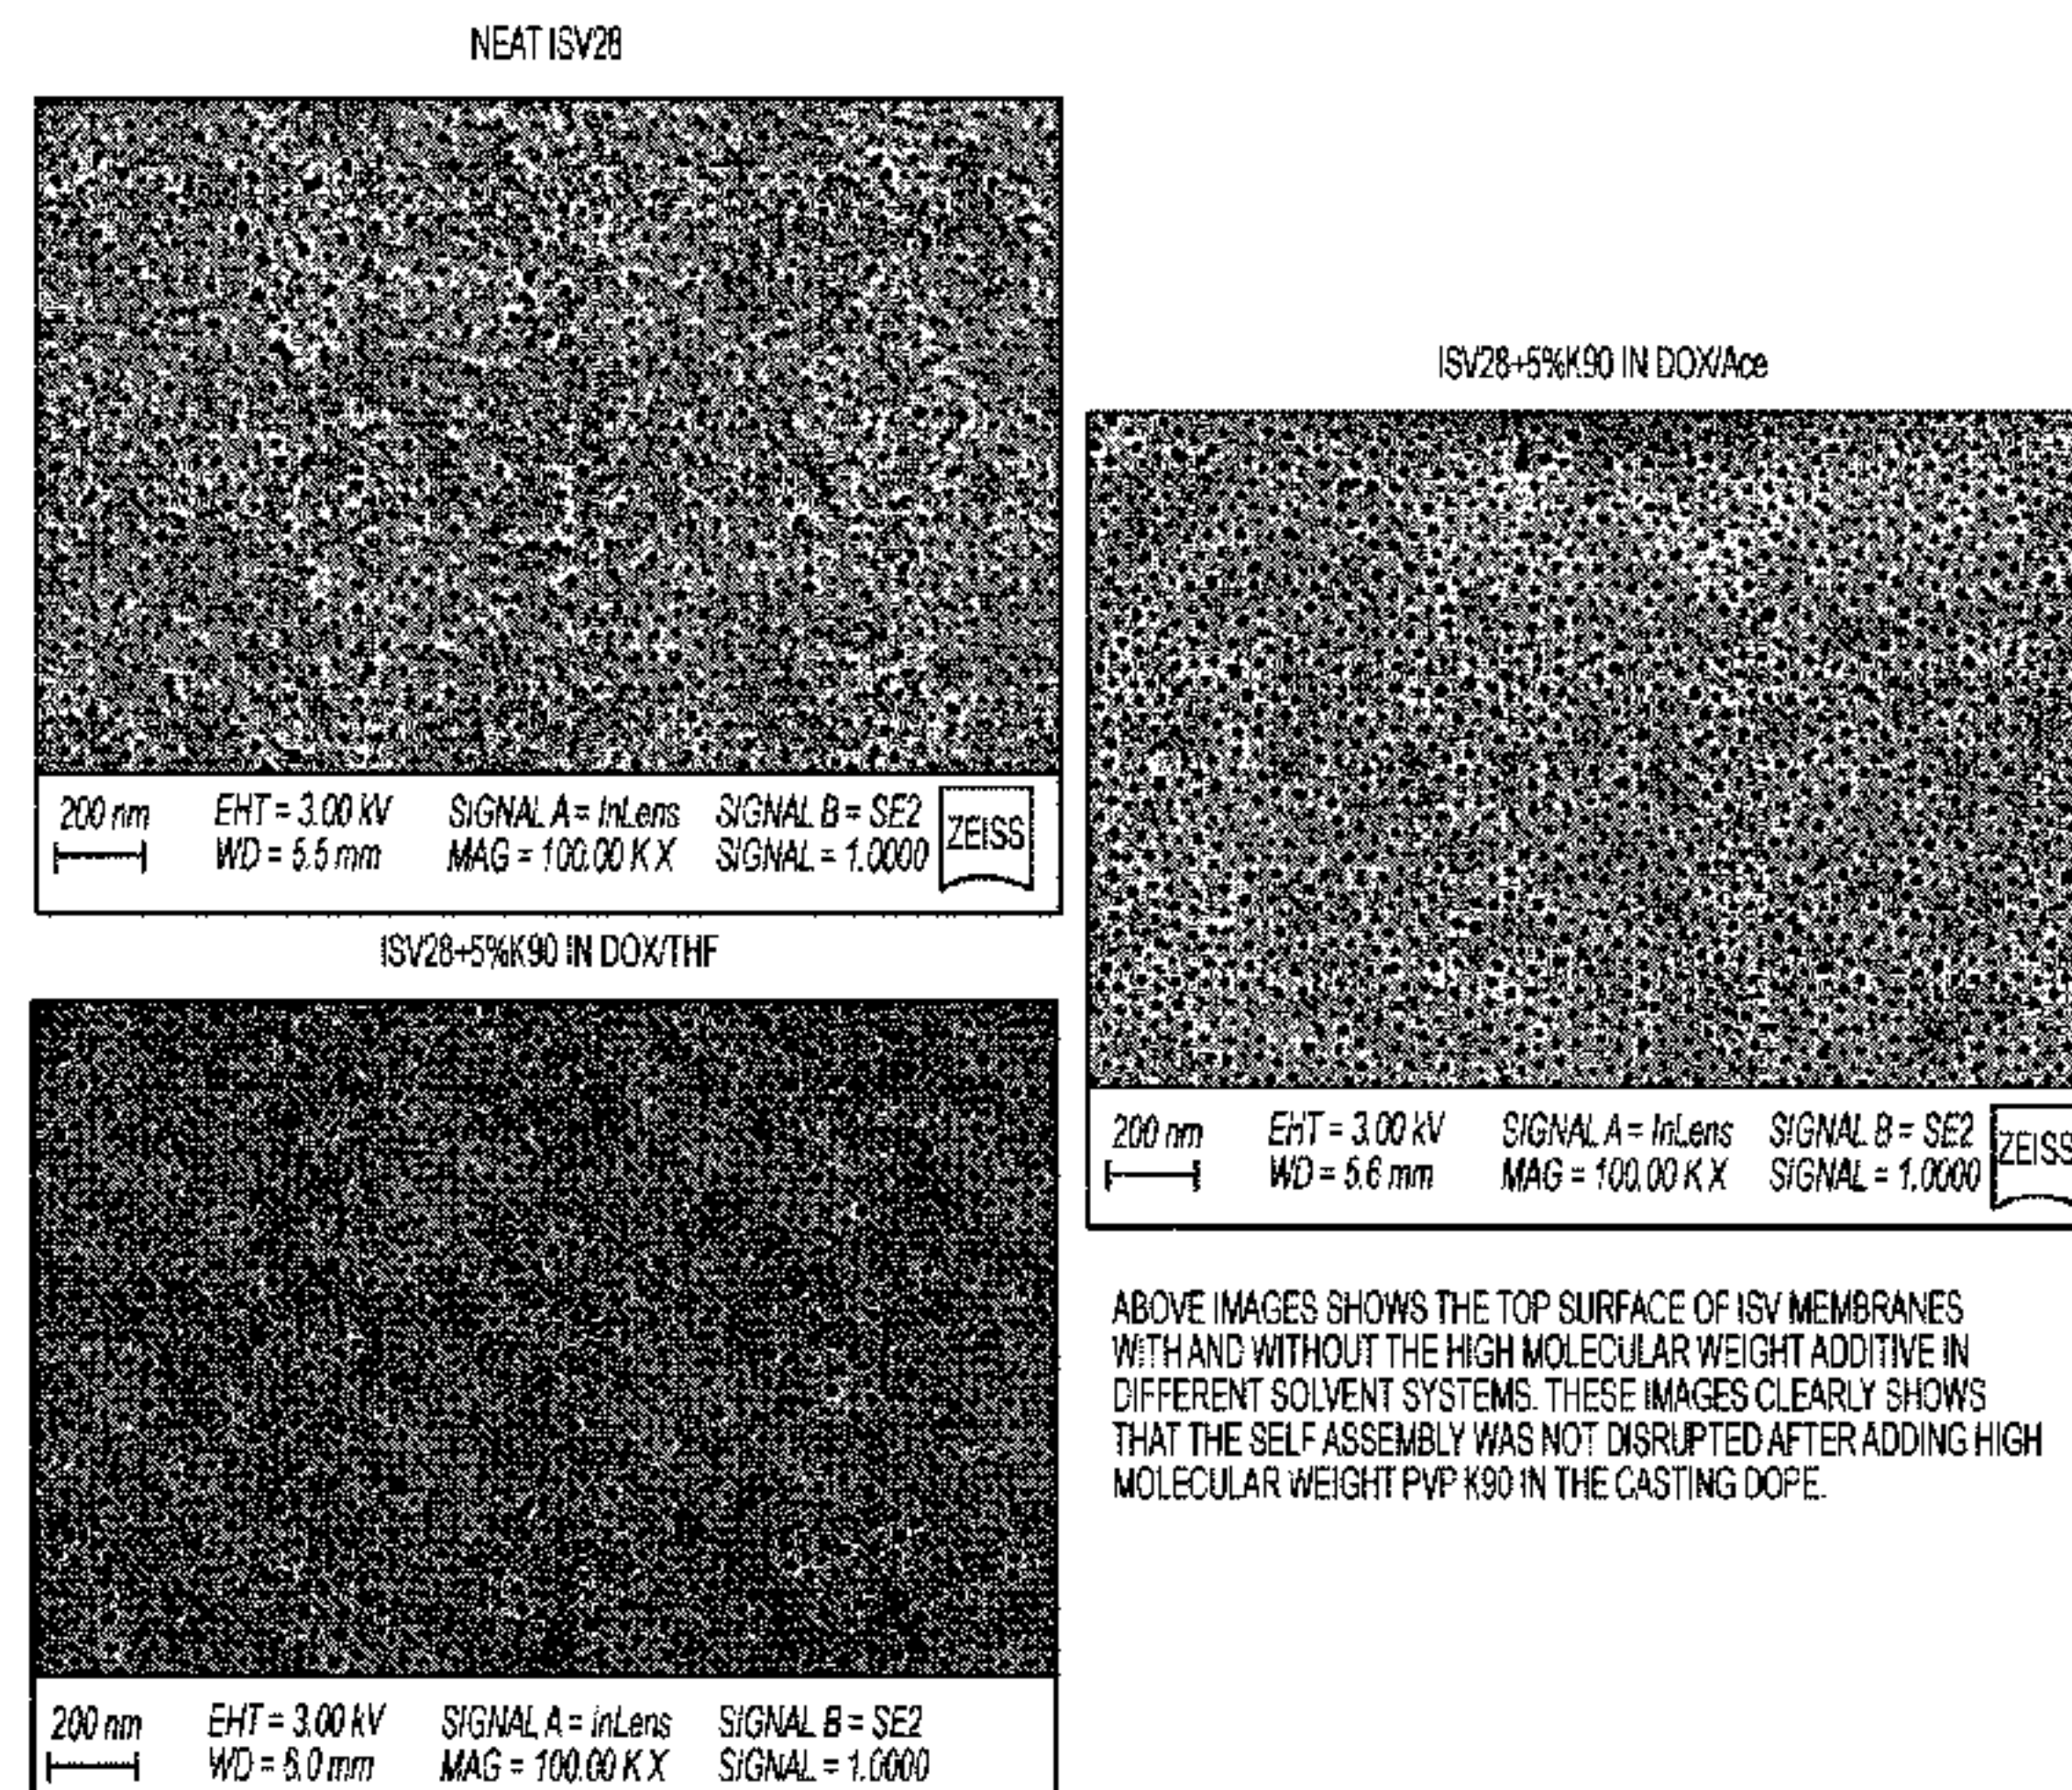 NEAT ISV28
200 nm EHT = 3.00 kV SIGNAL A = InLens SIGNAL B = SE2 ZEISS
WD = 5.5 mm MAG = 100.00 K X SIGNAL = 1.0000
ISV28+5%K90 IN DOX/Ace
200 nm EHT = 3.00 kV SIGNAL A = InLens SIGNAL B = SE2 ZEISS
WD = 5.6 mm MAG = 100.00 K X SIGNAL = 1.0000
ISV28+5%K90 IN DOX/THF
200 nm EHT = 3.00 kV SIGNAL A = InLens SIGNAL B = SE2
WD = mm MAG = 100.00 K X SIGNAL = 1.0000
ABOVE IMAGES SHOWS THE TOP SURFACE OF ISV MEMBRANES
WITH AND WITHOUT THE HIGH MOLECULAR WEIGHT ADDITIVE IN
DIFFERENT SOLVENT SYSTEMS. THESE IMAGES CLEARLY SHOWS
THAT THE SELF ASSEMBLY WAS NOT DISRUPTED AFTER ADDING HIGH
MOLECULAR WEIGHT PVP K90 IN THE CASTING DOPE.